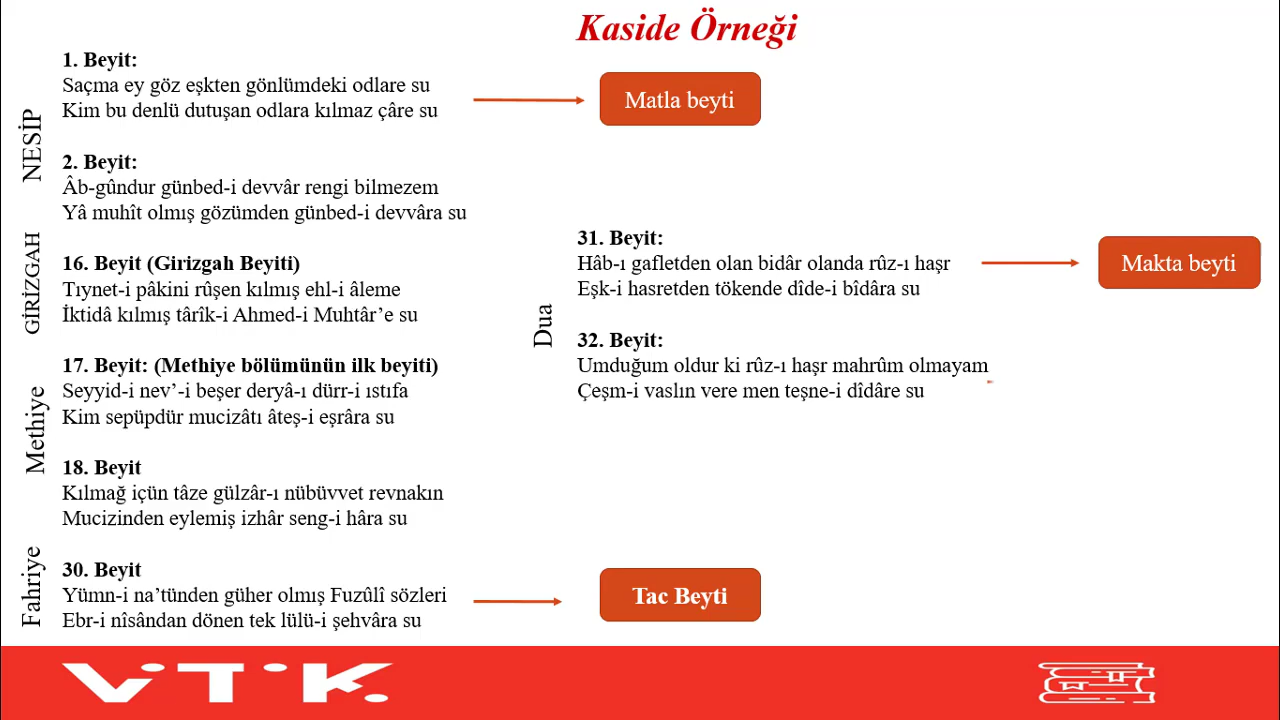 Kaside Örneği
NESİP
1. Beyit:
Saçma ey göz eşkten gönlümdeki odlare su
Kim bu denlü dutuşan odlara kılmaz çâre su
Matla beyti
2. Beyit:
Âb-gûndur günbed-i devvâr rengi bilmezem
Yâ muhît olmış gözümden günbed-i devvâra su
GİRİZGAH
16. Beyit (Girizgah Beyiti)
Tıynet-i pâkini rûşen kılmış ehl-i âleme
İktidâ kılmış târîk-i Ahmed-i Muhtâr’e su
Methiye
17. Beyit: (Methiye bölümünün ilk beyiti)
Seyyid-i nev’-i beşer deryâ-ı dürr-i ıstıfa
Kim sepüpdür mucizâtı âteş-i eşrâra su
18. Beyit
Kılmağ içün tâze gülzâr-ı nübüvvet revnakın
Mucizinden eylemiş izhâr seng-i hâra su
Fahriye
30. Beyit
Yümn-i na’tünden güher olmış Fuzûlî sözleri
Ebr-i nîsândan dönen tek lülü-i şehvâra su
Tac Beyti
Dua
31. Beyit:
Hâb-ı gafletden olan bidâr olanda rûz-ı haşr
Eşk-i hasretden tökende dîde-i bîdâra su
Makta beyti
32. Beyit:
Umduğum oldur ki rûz-ı haşr mahrûm olmayam
Çeşm-i vaslın vere men teşne-i dîdâre su
VİTİK